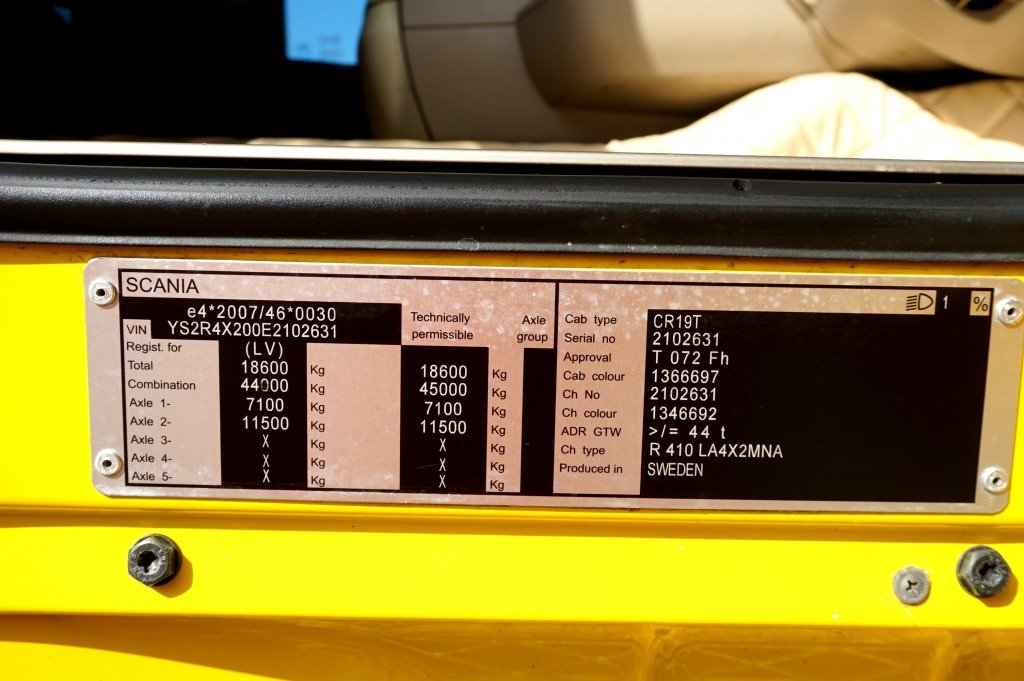 SCANIA
e4*2007/46*0030
VIN YS2R4X200E2102631
Technically permissible
Axle group
Regist. for (LV)
Total 18600 Kg 18600 Kg
Combination 44000 Kg 45000 Kg
Axle 1- 7100 Kg 7100 Kg
Axle 2- 11500 Kg 11500 Kg
Axle 3- X Kg X Kg
Axle 4- X Kg X Kg
Axle 5- X Kg X Kg
1 %
Cab type CR19T
Serial no 2102631
Approval T 072 Fh
Cab colour 1366697
Ch No 2102631
Ch colour 1346692
ADR GTW >/= 44 t
Ch type R 410 LA4X2MNA
Produced in SWEDEN